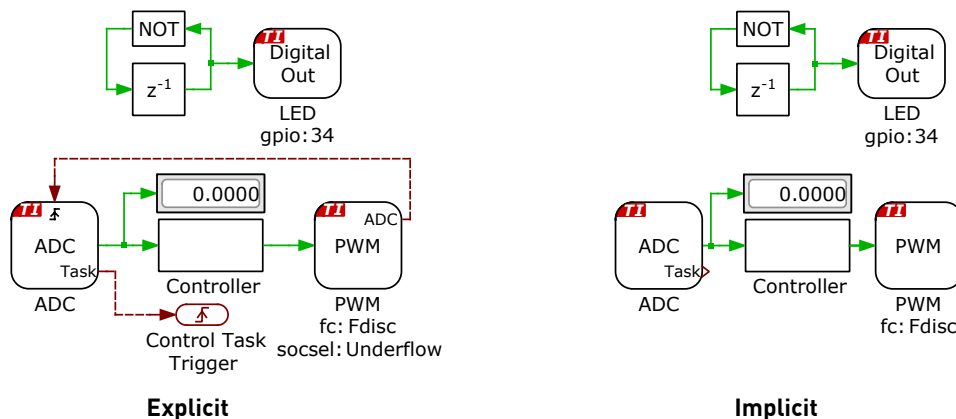 NOT
TI
Digital
Out
z-1
LED
gpio:34
TI
ADC
Task
ADC
0.0000
Controller
TI
ADC
PWM
PWM
fc: Fdisc
socsel: Underflow
Control Task
Trigger
Explicit
NOT
TI
Digital
Out
z-1
LED
gpio:34
TI
ADC
Task
ADC
0.0000
Controller
TI
PWM
PWM
fc: Fdisc
Implicit